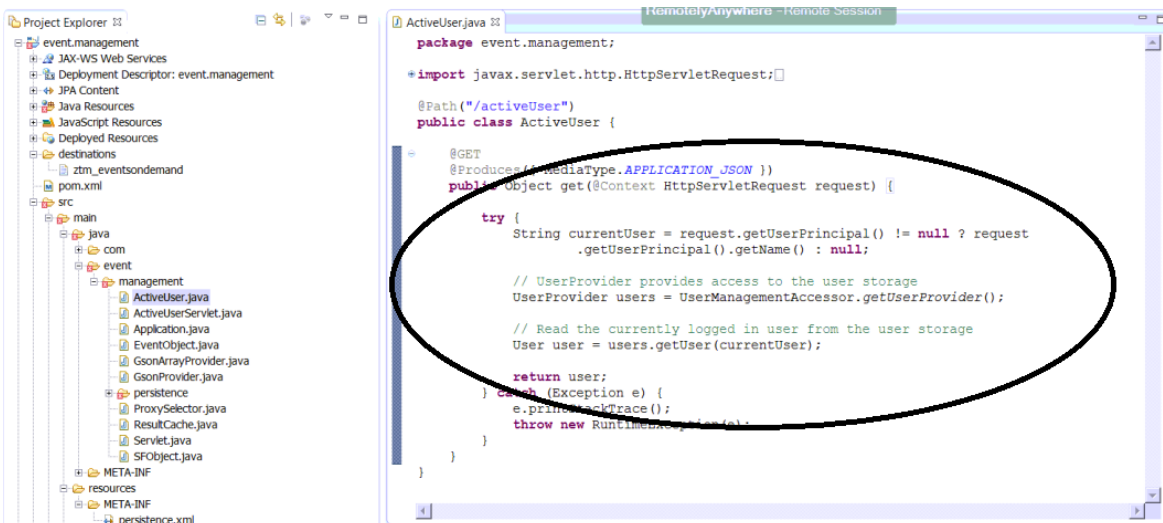 Project Explorer
event.management
JAX-WS Web Services
Deployment Descriptor: event.management
JPA Content
Java Resources
JavaScript Resources
Deployed Resources
destinations
ztm_eventsondemand
pom.xml
src
main
java
com
event
management
ActiveUser.java
ActiveUserServlet.java
Application.java
EventObject.java
GsonArrayProvider.java
GsonProvider.java
persistence
ProxySelector.java
ResultCache.java
Servlet.java
SFObject.java
META-INF
resources
META-INF
persistence.xml
RemotelyAnywhere - Remote Session
ActiveUser.java
package event.management;
import javax.servlet.http.HttpServletRequest;
@Path("/activeUser")
public class ActiveUser {
@GET
@Produces({ MediaType.APPLICATION_JSON })
public Object get(@Context HttpServletRequest request) {
try {
String currentUser = request.getUserPrincipal() != null ? request
.getUserPrincipal().getName() : null;
// UserProvider provides access to the user storage
UserProvider users = UserManagementAccessor.getUserProvider();
// Read the currently logged in user from the user storage
User user = users.getUser(currentUser);
return user;
} catch (Exception e) {
e.printStackTrace();
throw new RuntimeException(e);
}
}
}